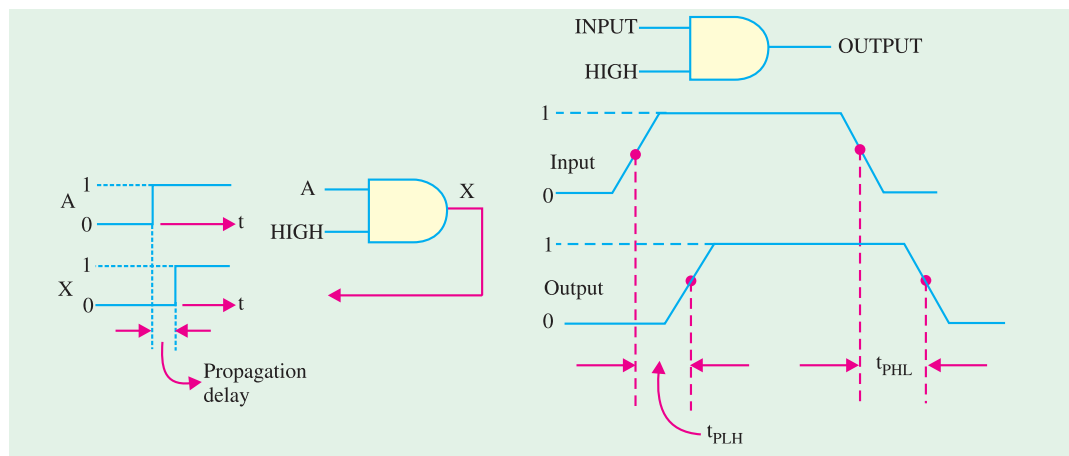 INPUT
OUTPUT
HIGH
1
Input
0
1
A
0
t
A
X
HIGH
1
X
0
t
Propagation
delay
1
Output
0
tPHL
tPLH